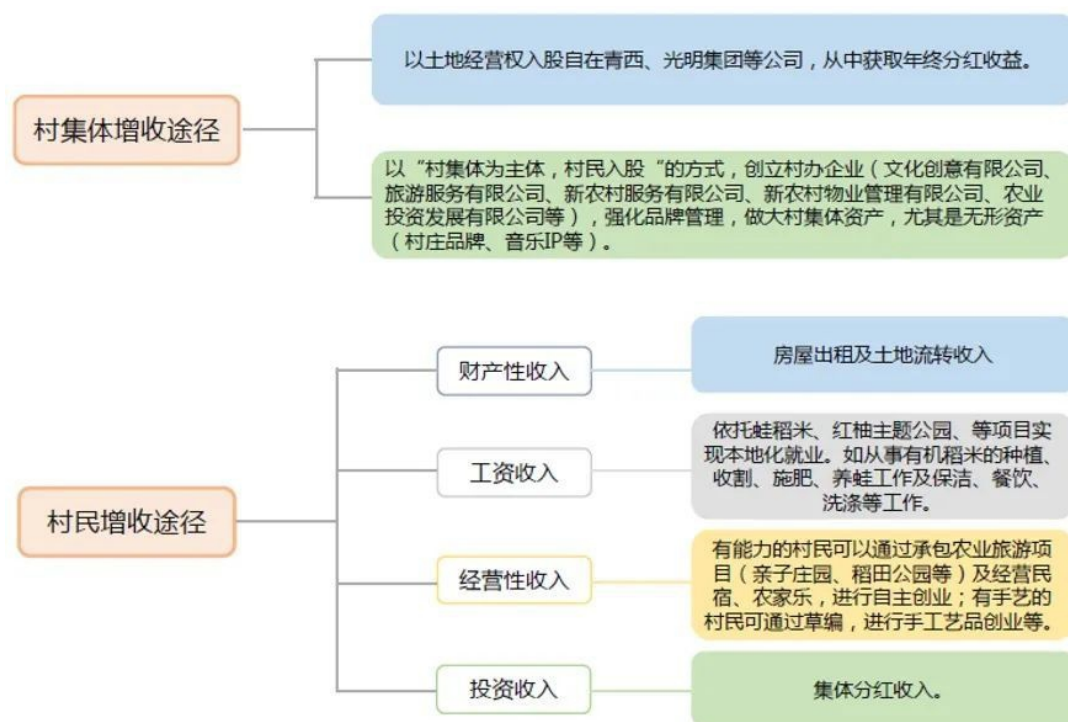 以土地经营权入股自在青西、光明集团等公司，从中获取年终分红收益。
村集体增收途径
以“村集体为主体，村民入股“的方式，创立村办企业（文化创意有限公司、
旅游服务有限公司、新农村服务有限公司、新农村物业管理有限公司、农业
投资发展有限公司等），强化品牌管理，做大村集体资产，尤其是无形资产
（村庄品牌、音乐IP等）。
财产性收入
房屋出租及土地流转收入
工资收入
依托蛙稻米、红柚主题公园、等项目实
现本地化就业。如从事有机稻米的种植、
收割、施肥、养蛙工作及保洁、餐饮、
洗涤等工作。
村民增收途径
经营性收入
有能力的村民可以通过承包农业旅游项
目（亲子庄园、稻田公园等）及经营民
宿、农家乐，进行自主创业；有手艺的
村民可通过草编，进行手工艺品创业等。
投资收入
集体分红收入。